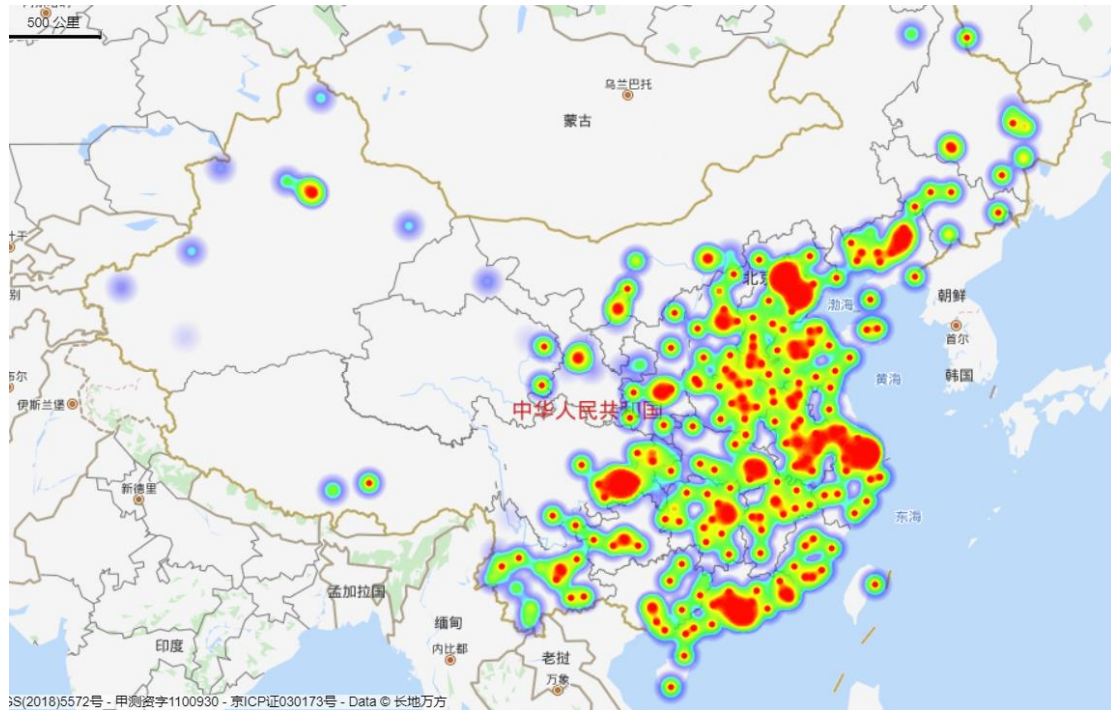 500 公里
乌兰巴托
蒙古
北京
渤海
朝鲜
首尔
韩国
黄海
伊斯兰堡
中华人民共和国
新德里
东海
孟加拉国
缅甸
内比都
印度
老挝
万象
GS(2018)5572号 - 甲测资字1100930 - 京ICP证030173号 - Data © 长地万方